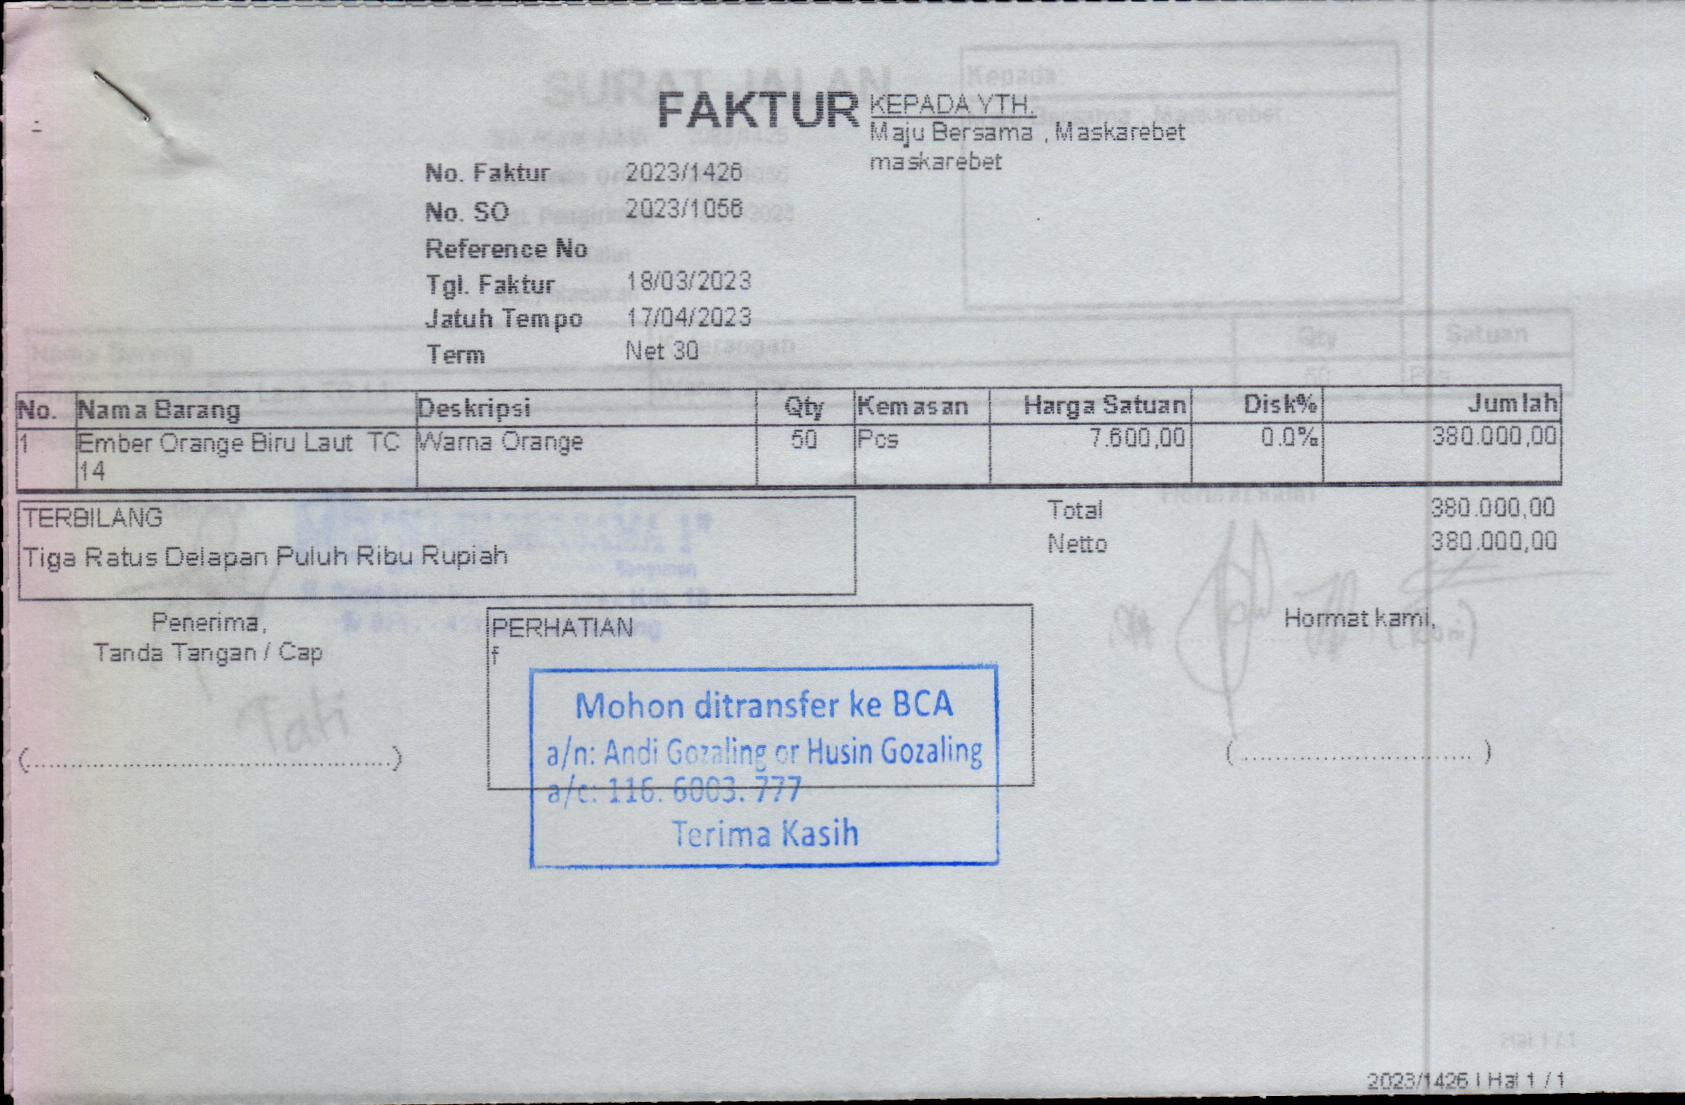 FAKTUR
KEPADA YTH.
Maju Bersama , Maskarebet
maskarebet
No. Faktur 2023/1426
No. SO 2023/1056
Reference No
Tgl. Faktur 18/03/2023
Jatuh Tempo 17/04/2023
Term Net 30
No. Nama Barang Deskripsi Qty Kemasan Harga Satuan Disk% Jumlah
1 Ember Orange Biru Laut TC Warna Orange 50 Pcs 7.600,00 0.0% 380.000,00
14
TERBILANG
Tiga Ratus Delapan Puluh Ribu Rupiah
Total 380.000,00
Netto 380.000,00
Penerima,
Tanda Tangan / Cap
Tati
(............................................)
PERHATIAN
f
Mohon ditransfer ke BCA
a/n: Andi Gozaling or Husin Gozaling
a/c: 116. 6003. 777
Terima Kasih
Hormat kami,
(............................)
2023/1426 | Hal 1 / 1